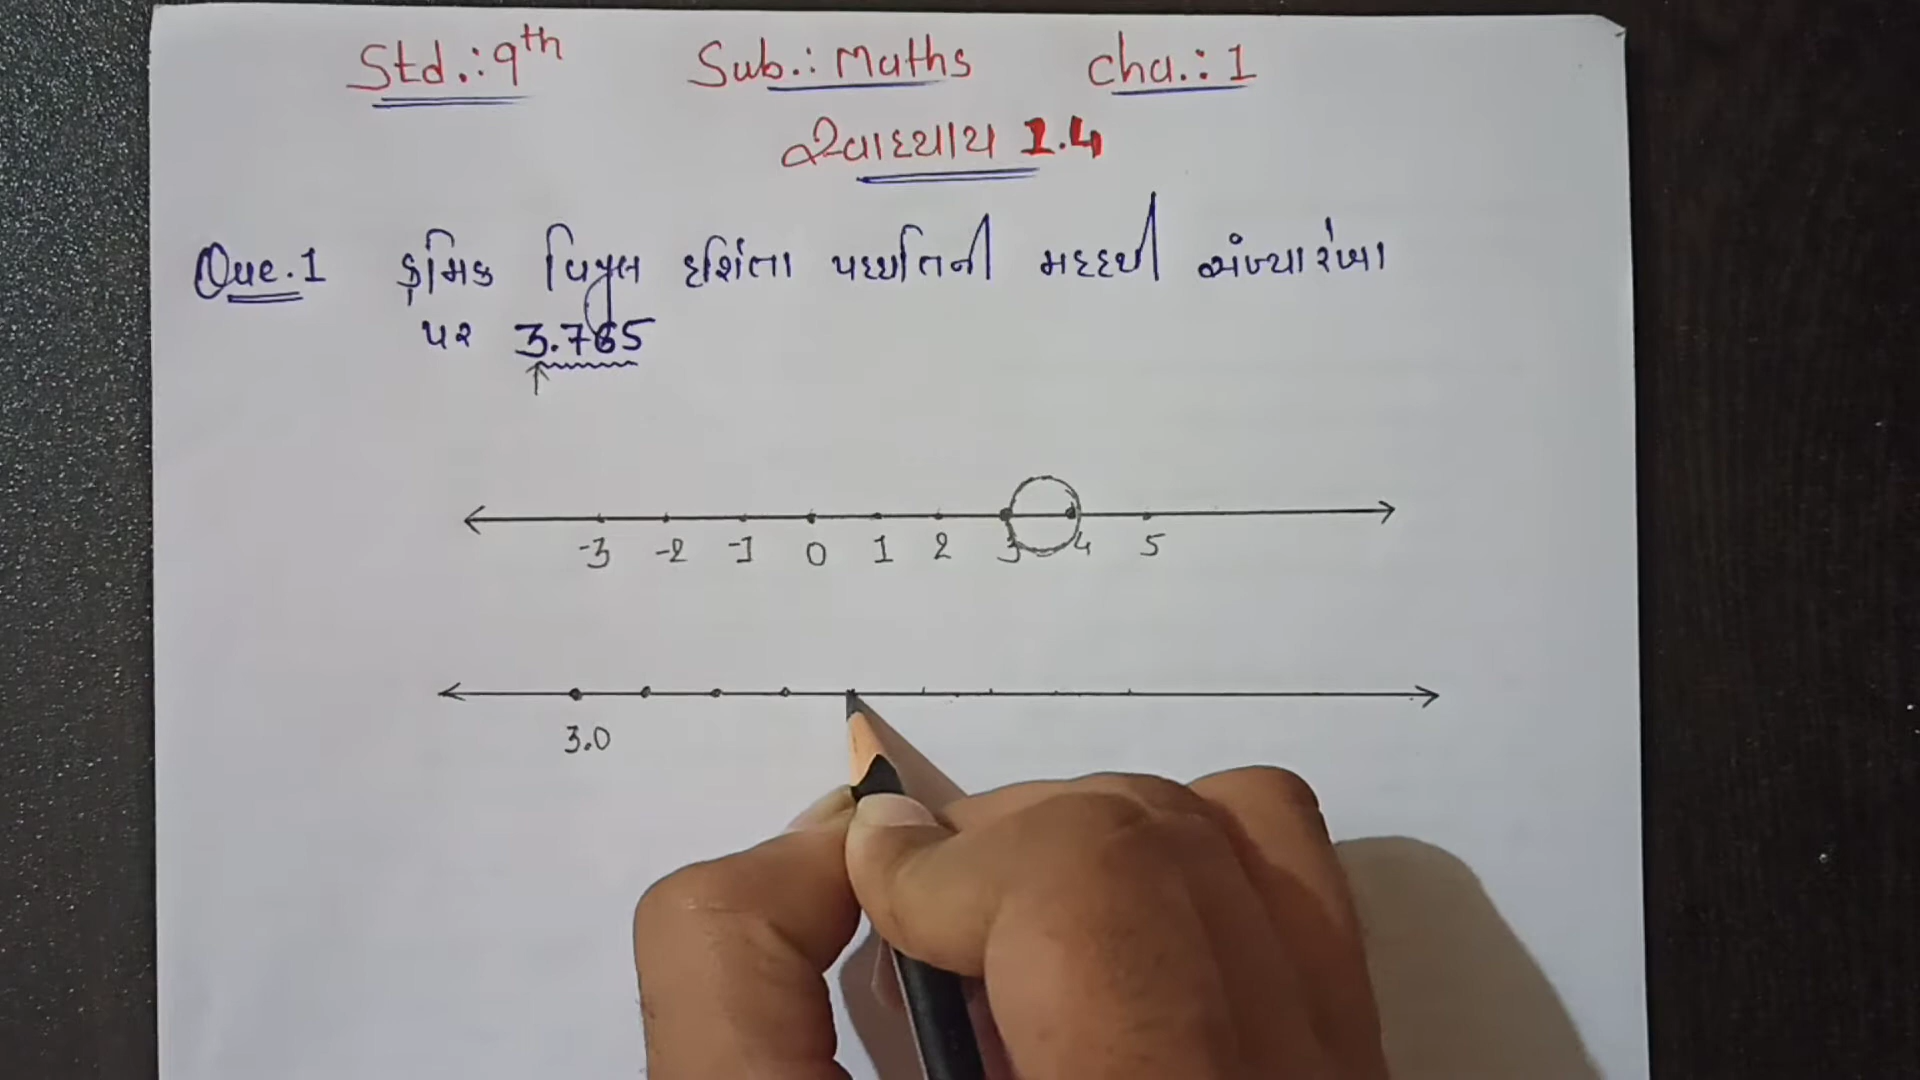 Std.: 9th Sub.: Maths Cha.: 1
સ્વાધ્યાય 1.4
Que.1 ક્રમિક વિપુલ દર્શિતા પધ્ધતિની મદદથી સંખ્યારેખા
પર 3.765
-3 -2 -1 0 1 2 3 4 5
3.0